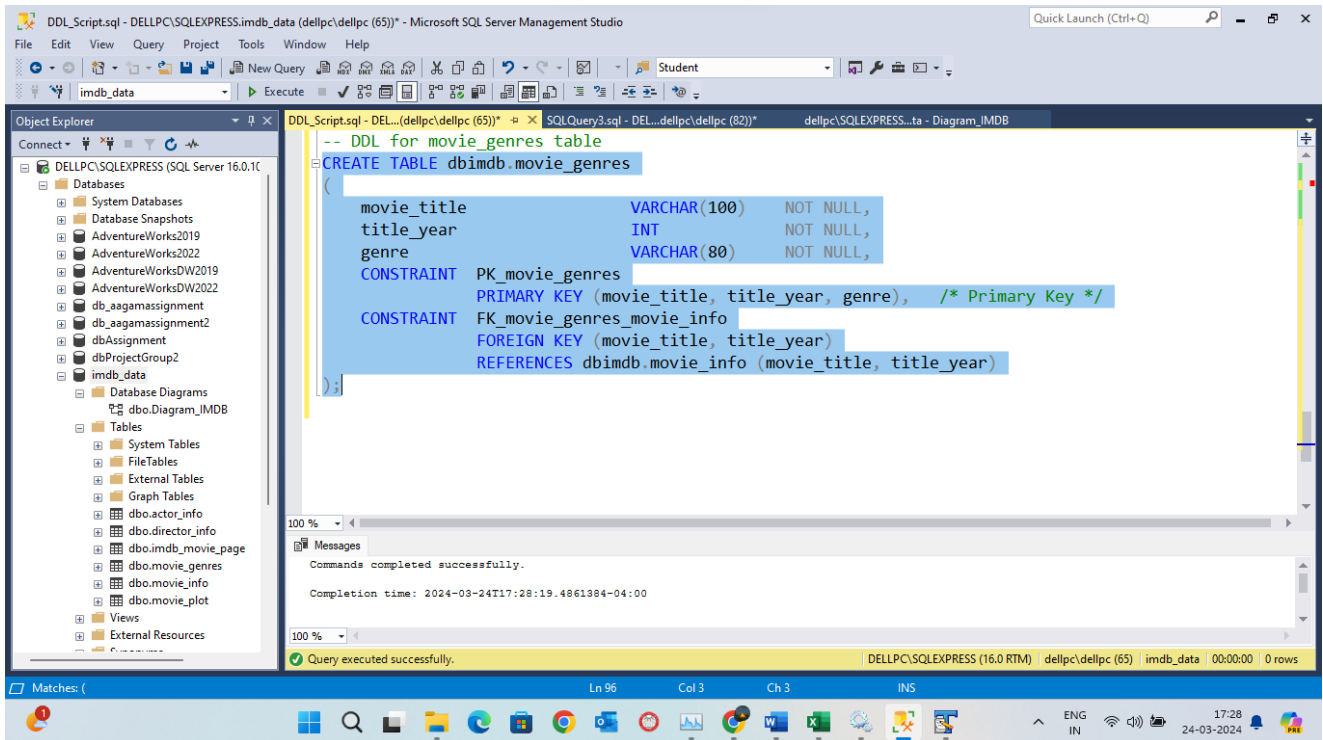 DDL_Script.sql - DELLPC\SQLEXPRESS.imdb_data (dellpc\dellpc (65))* - Microsoft SQL Server Management Studio
Quick Launch (Ctrl+Q)
File Edit View Query Project Tools Window Help
New Query
MDX DMX XMLA DAX
Student
imdb_data
Execute
Object Explorer
DDL_Script.sql - DEL...(dellpc\dellpc (65))*
SQLQuery3.sql - DEL...dellpc\dellpc (82))*
dellpc\SQLEXPRESS...ta - Diagram_IMDB
Connect
DELLPC\SQLEXPRESS (SQL Server 16.0.10
Databases
System Databases
Database Snapshots
AdventureWorks2019
AdventureWorks2022
AdventureWorksDW2019
AdventureWorksDW2022
db_aagamassignment
db_aagamassignment2
dbAssignment
dbProjectGroup2
imdb_data
Database Diagrams
dbo.Diagram_IMDB
Tables
System Tables
FileTables
External Tables
Graph Tables
dbo.actor_info
dbo.director_info
dbo.imdb_movie_page
dbo.movie_genres
dbo.movie_info
dbo.movie_plot
Views
External Resources
-- DDL for movie_genres table
CREATE TABLE dbimdb.movie_genres
(
movie_title VARCHAR(100) NOT NULL,
title_year INT NOT NULL,
genre VARCHAR(80) NOT NULL,
CONSTRAINT PK_movie_genres
PRIMARY KEY (movie_title, title_year, genre), /* Primary Key */
CONSTRAINT FK_movie_genres_movie_info
FOREIGN KEY (movie_title, title_year)
REFERENCES dbimdb.movie_info (movie_title, title_year)
);
100 %
Messages
Commands completed successfully.
Completion time: 2024-03-24T17:28:19.4861384-04:00
100 %
Query executed successfully.
DELLPC\SQLEXPRESS (16.0 RTM) dellpc\dellpc (65) imdb_data 00:00:00 0 rows
Matches: (
Ln 96 Col 3 Ch 3 INS
1
ENG
IN
17:28
24-03-2024
PRE